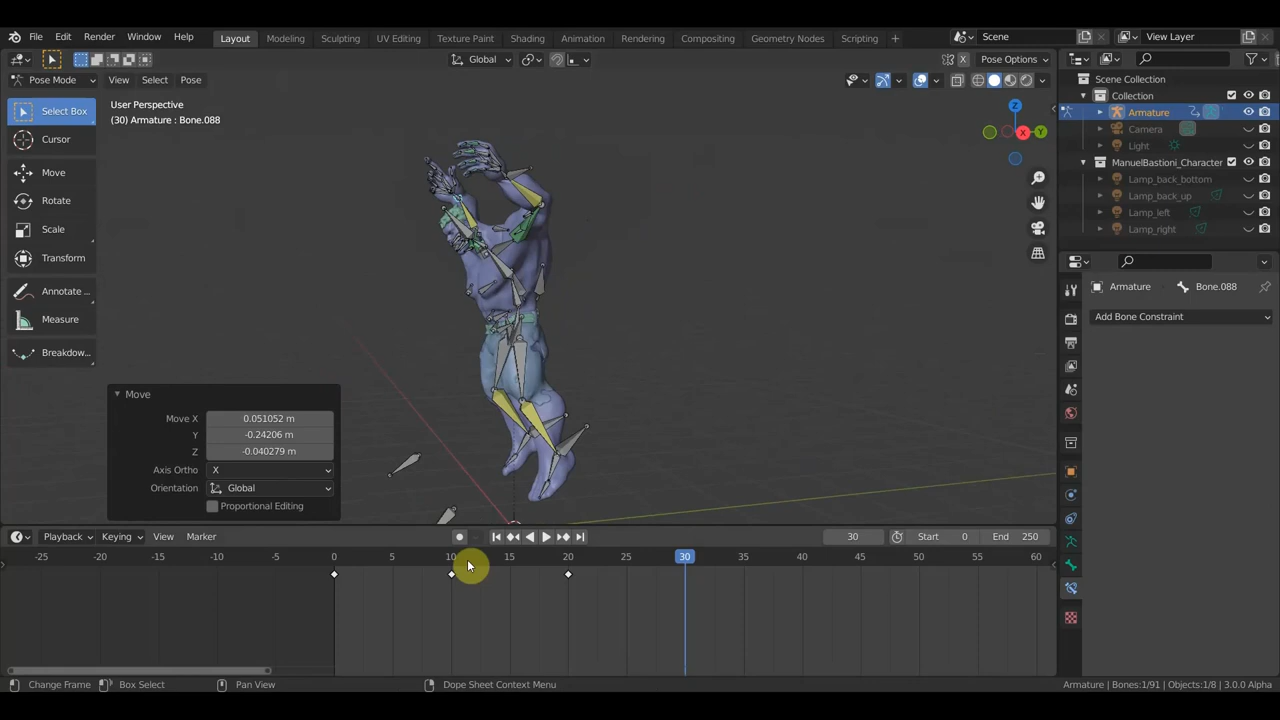 File Edit Render Window Help Layout Modeling Sculpting UV Editing Texture Paint Shading Animation Rendering Compositing Geometry Nodes Scripting + Scene View Layer
Global Pose Options
Pose Mode View Select Pose
Select Box
Cursor
Move
Rotate
Scale
Transform
Annotate ...
Measure
Breakdow...
User Perspective
(30) Armature : Bone.088
X
Z
X
Y
Move
Move X 0.051052 m
Y -0.24206 m
Z -0.040279 m
Axis Ortho X
Orientation Global
Proportional Editing
Scene Collection
Collection
Armature
Camera
Light
ManuelBastioni_Character
Lamp_back_bottom
Lamp_back_up
Lamp_left
Lamp_right
Armature Bone.088
Add Bone Constraint
Playback Keying View Marker 30 Start 0 End 250
-25 -20 -15 -10 -5 0 5 10 15 20 25 30 35 40 45 50 55 60
Change Frame Box Select Pan View Dope Sheet Context Menu Armature | Bones:1/91 | Objects:1/8 | 3.0.0 Alpha